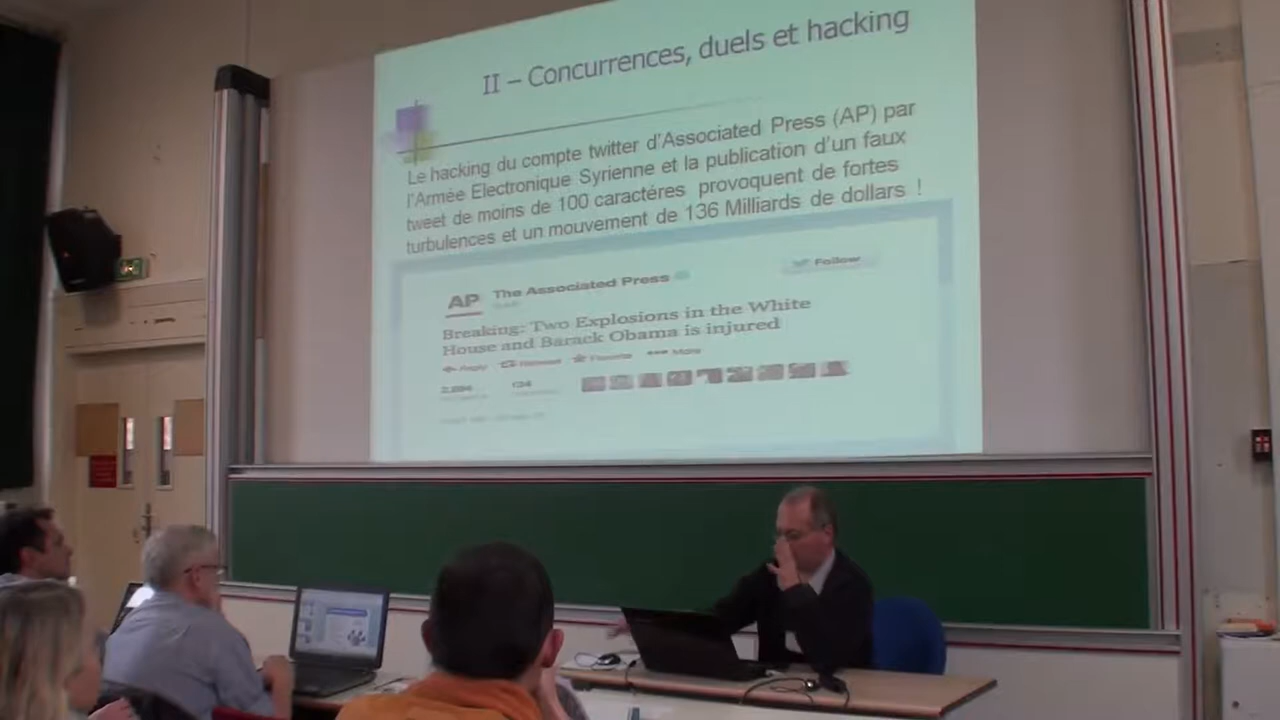 II – Concurrences, duels et hacking
Le hacking du compte twitter d'Associated Press (AP) par
l'Armée Electronique Syrienne et la publication d'un faux
tweet de moins de 100 caractéres provoquent de fortes
turbulences et un mouvement de 136 Milliards de dollars !
AP The Associated Press
Follow
Breaking: Two Explosions in the White
House and Barack Obama is injured
Reply Retweet Favorite More